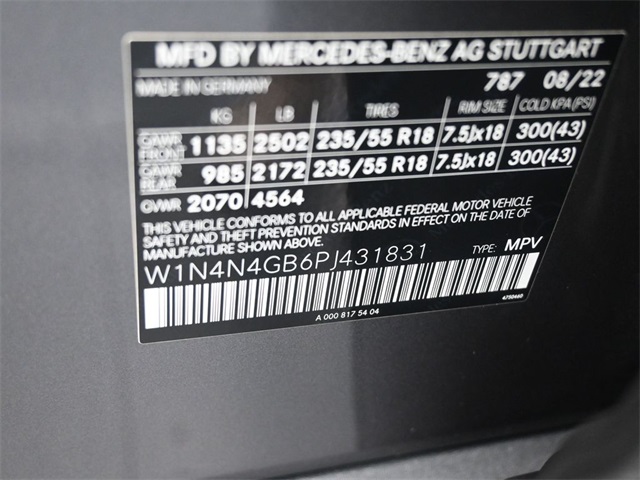 MFD BY MERCEDES-BENZ AG STUTTGART
MADE IN GERMANY 787 08/22
KG LB TIRES RIM SIZE COLD KPA(PSI)
GAWR FRONT 1135 2502 235/55 R18 7.5Jx18 300(43)
GAWR REAR 985 2172 235/55 R18 7.5Jx18 300(43)
GVWR 2070 4564
THIS VEHICLE CONFORMS TO ALL APPLICABLE FEDERAL MOTOR VEHICLE
SAFETY AND THEFT PREVENTION STANDARDS IN EFFECT ON THE DATE OF
MANUFACTURE SHOWN ABOVE.
W1N4N4GB6PJ431831 TYPE: MPV
A 000 817 54 04 4750460